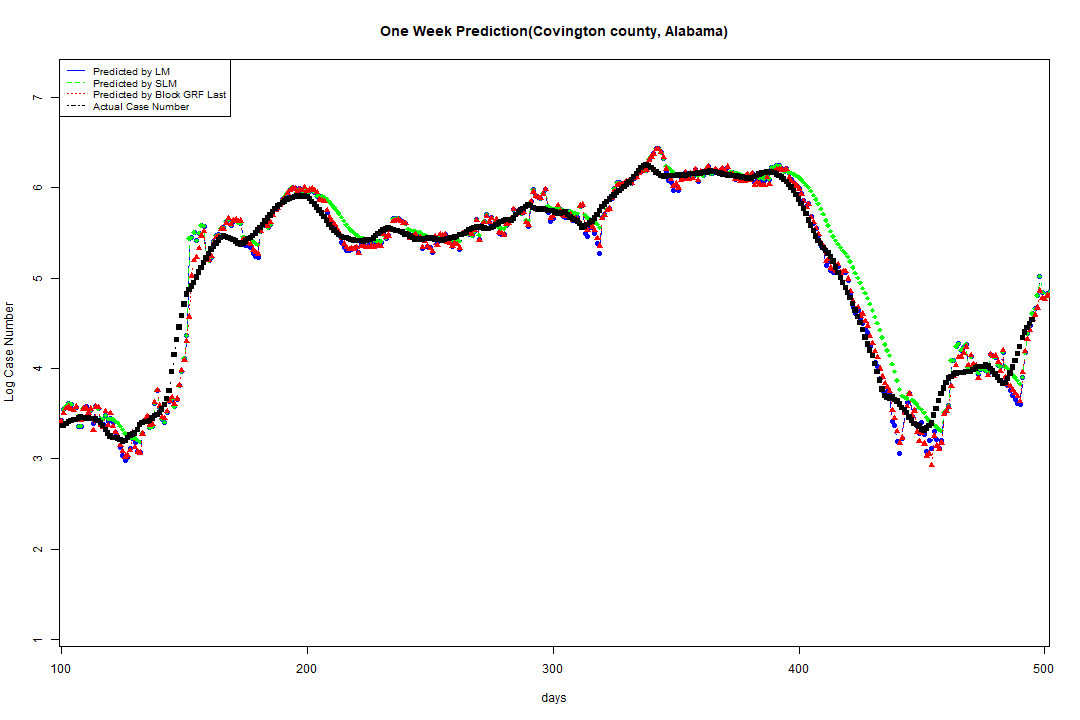 One Week Prediction(Covington county, Alabama)
Predicted by LM
Predicted by SLM
Predicted by Block GRF Last
Actual Case Number
7
6
5
4
3
2
1
Log Case Number
100 200 300 400 500
days